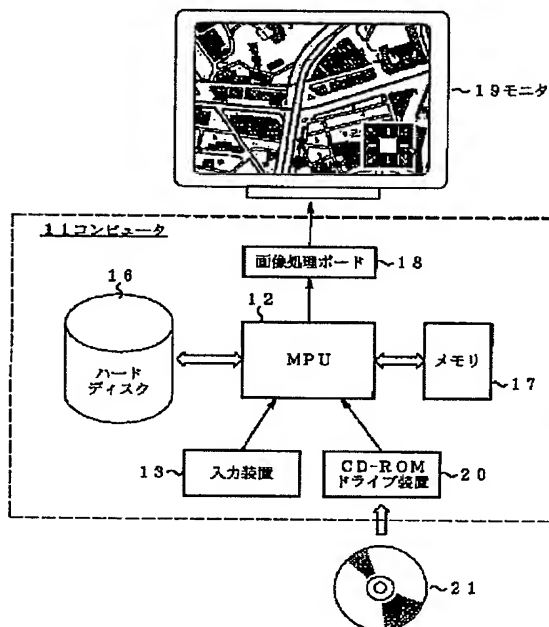 ~19モニタ
11コンピュータ
画像処理ボード
~18
16
12
ハード
ディスク
MPU
メモリ
~17
13~
入力装置
CD-ROM
ドライブ装置
~20
~21